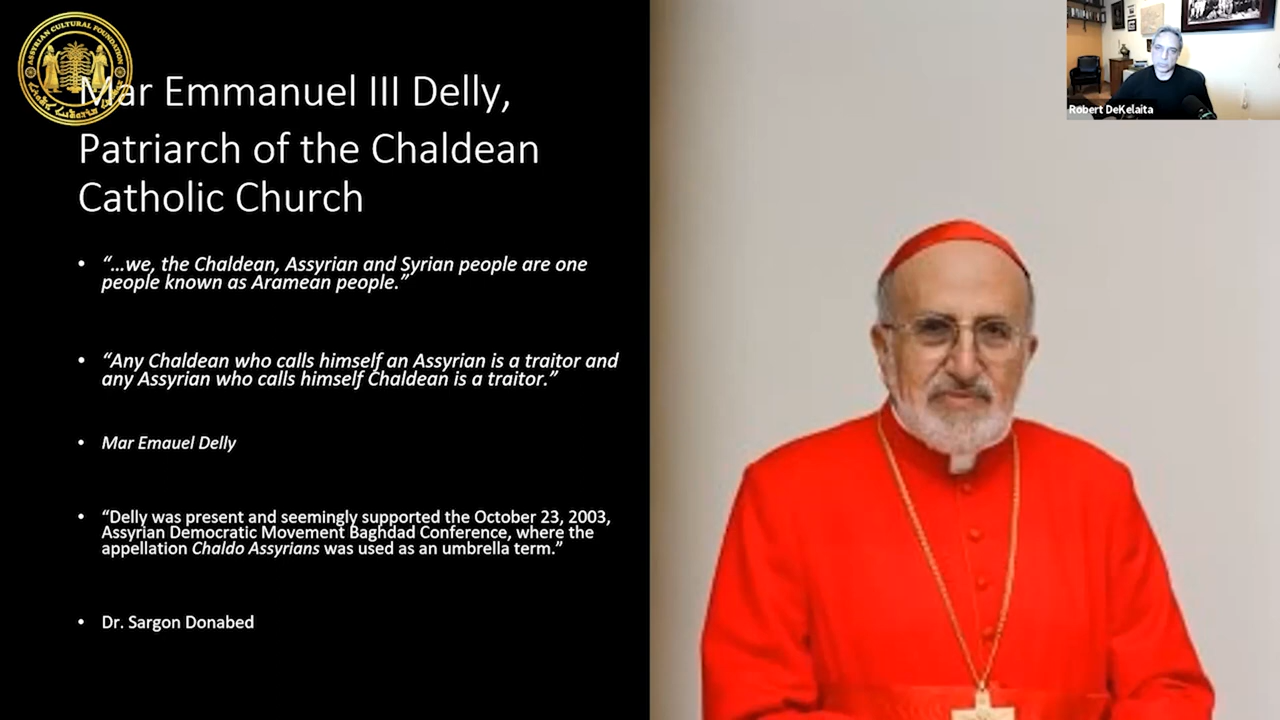 ASSYRIAN CULTURAL FOUNDATION
Mar Emmanuel III Delly,
Patriarch of the Chaldean
Catholic Church
• “…we, the Chaldean, Assyrian and Syrian people are one
people known as Aramean people.”
• “Any Chaldean who calls himself an Assyrian is a traitor and
any Assyrian who calls himself Chaldean is a traitor.”
• Mar Emauel Delly
• “Delly was present and seemingly supported the October 23, 2003,
Assyrian Democratic Movement Baghdad Conference, where the
appellation Chaldo Assyrians was used as an umbrella term.”
• Dr. Sargon Donabed
Robert DeKelaita